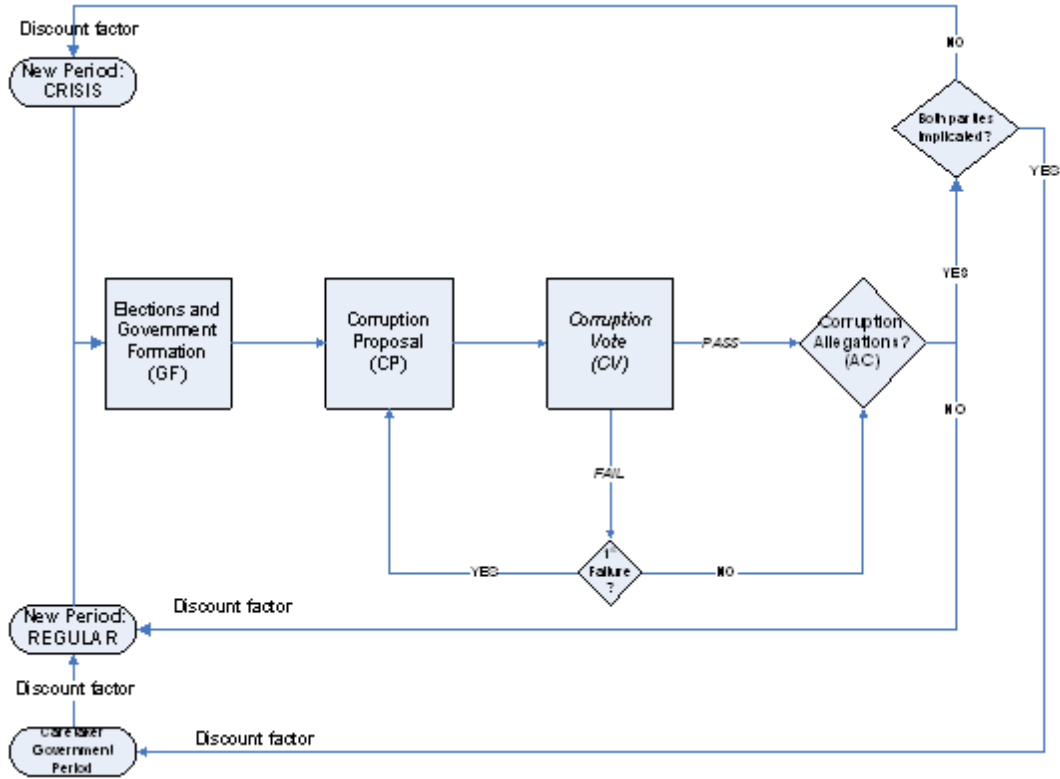 Discount factor
New Period:
CRISIS
NO
Both parties
Implicated?
YES
YES
Elections and
Government
Formation
(GF)
Corruption
Proposal
(CP)
Corruption
Vote
(CV)
PASS
Corruption
Allegations?
(AC)
NO
FAIL
YES
1st
Failure
?
NO
New Period:
REGULAR
Discount factor
Discount factor
Caretaker
Government
Period
Discount factor